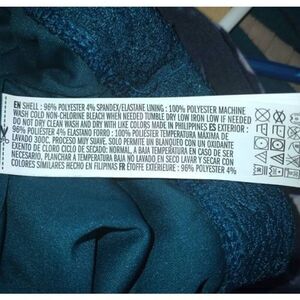 EN SHELL : 96% POLYESTER 4% SPANDEX/ELASTANE LINING : 100% POLYESTER MACHINE
WASH COLD NON-CHLORINE BLEACH WHEN NEEDED TUMBLE DRY LOW IRON LOW IF NEEDED
DO NOT DRY CLEAN WASH AND DRY WITH LIKE COLORS MADE IN PHILIPPINES ES EXTERIOR :
96% POLIÉSTER 4% ELASTANO FORRO : 100% POLIÉSTER TEMPERATURA MÁXIMA DE
LAVADO 30OC. PROCESO MUY SUAVE. SOLO PERMITE UN BLANQUEO CON UN OXIDANTE
EXENTO DE CLORO CICLO DE SECADO: NORMAL, A BAJA TEMPERATURA EN CASO DE SER
NECESARIO, PLANCHAR A TEMPERATURA BAJA NO LAVADO EN SECO LAVAR Y SECAR CON
COLORES SIMILARES HECHO EN FILIPINAS FR ÉTOFFE EXTÉRIEURE : 96% POLYESTER 4%